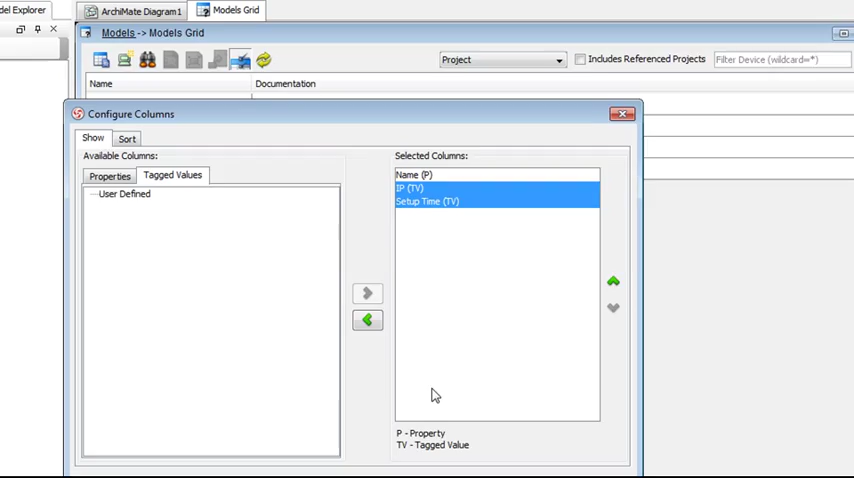 odel Explorer
ArchiMate Diagram1
Models Grid
Models -> Models Grid
Project
Includes Referenced Projects
Filter Device (wildcard=*)
Name
Documentation
Configure Columns
Show
Sort
Available Columns:
Selected Columns:
Properties
Tagged Values
User Defined
Name (P)
IP (TV)
Setup Time (TV)
P - Property
TV - Tagged Value